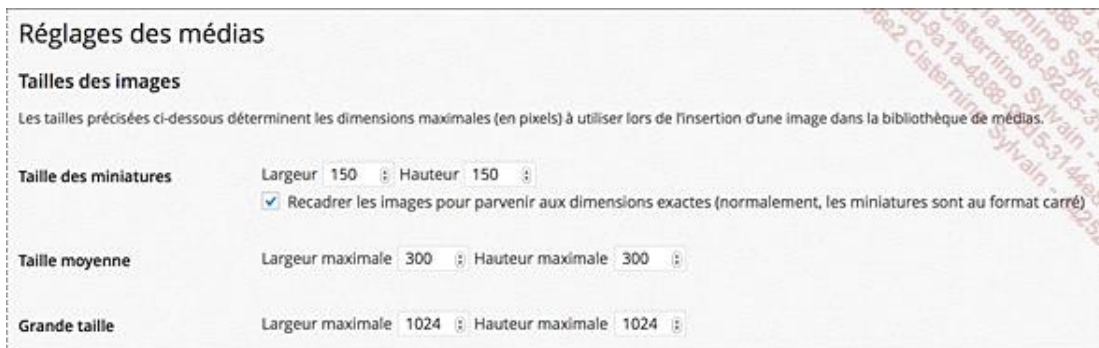 Réglages des médias
Tailles des images
Les tailles précisées ci-dessous déterminent les dimensions maximales (en pixels) à utiliser lors de l'insertion d'une image dans la bibliothèque de médias.
Taille des miniatures Largeur 150 Hauteur 150
Recadrer les images pour parvenir aux dimensions exactes (normalement, les miniatures sont au format carré)
Taille moyenne Largeur maximale 300 Hauteur maximale 300
Grande taille Largeur maximale 1024 Hauteur maximale 1024